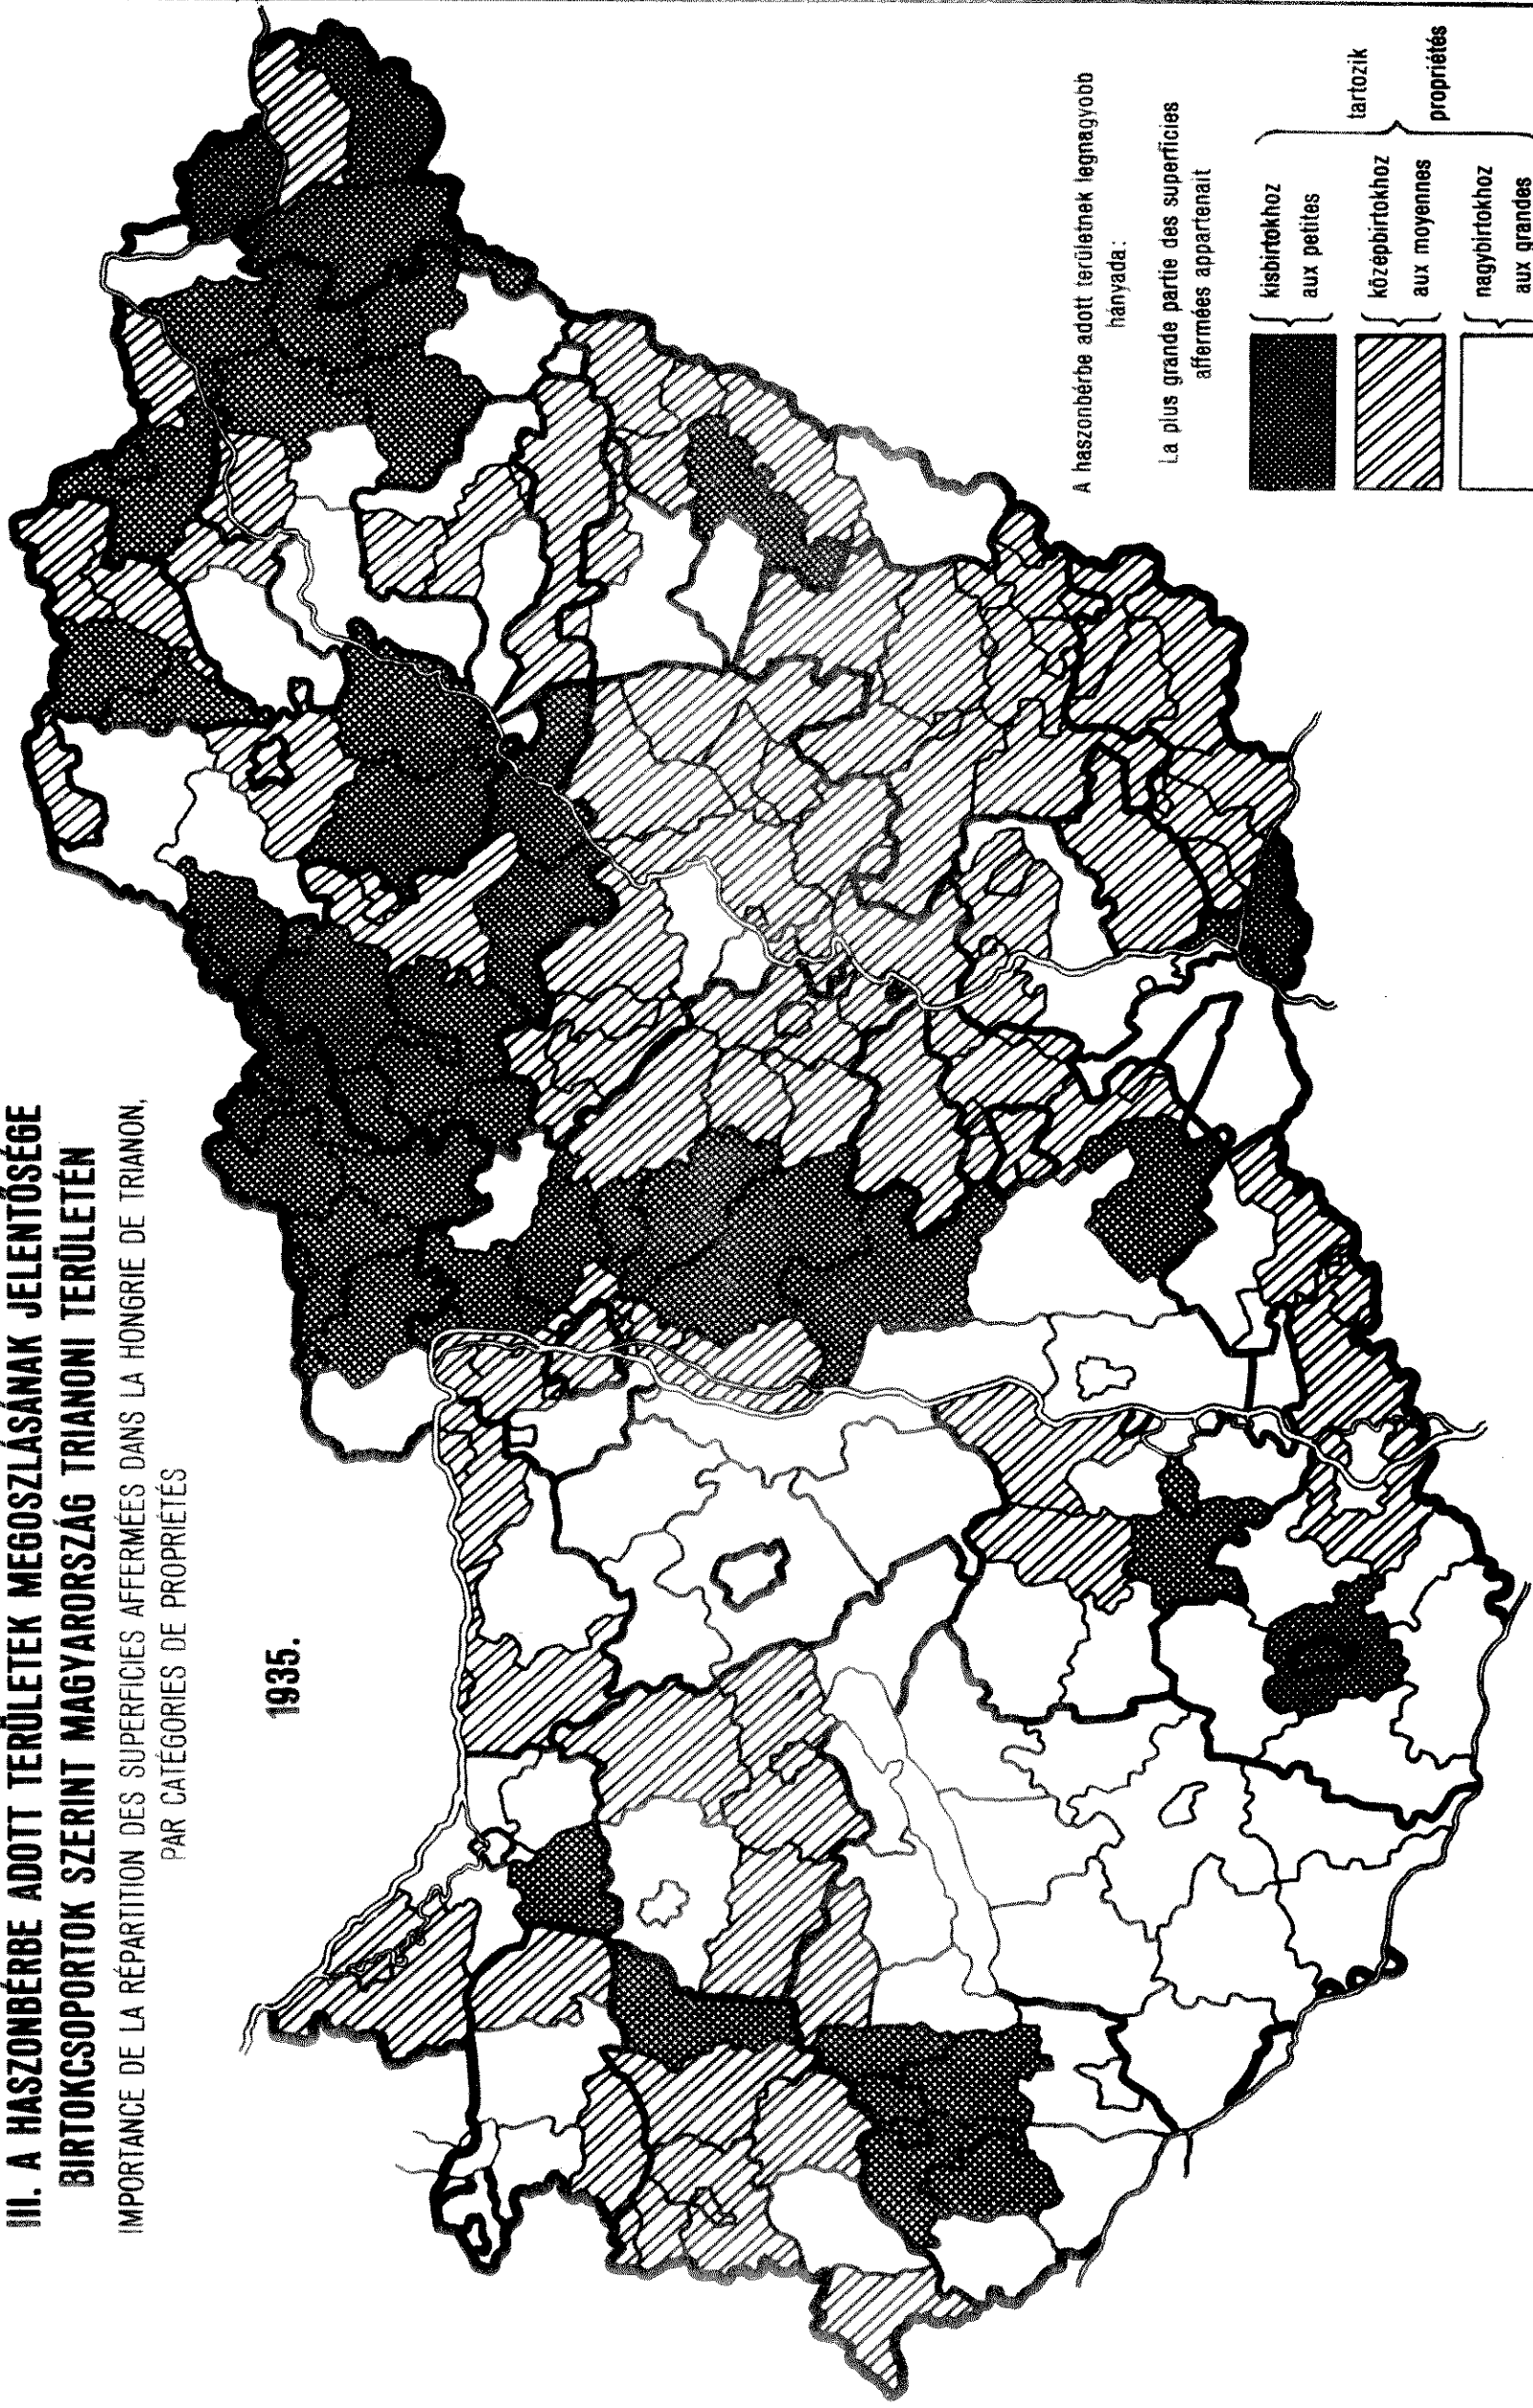 III. A HASZONBÉRBE ADOTT TERÜLETEK MEGOSZLÁSÁNAK JELENTŐSÉGE
BIRTOKCSOPORTOK SZERINT MAGYARORSZÁG TRIANONI TERÜLETÉN
IMPORTANCE DE LA RÉPARTITION DES SUPERFICIES AFFERMÉES DANS LA HONGRIE DE TRIANON,
PAR CATÉGORIES DE PROPRIÉTÉS
1935.
A haszonbérbe adott területnek legnagyobb
hányada:
La plus grande partie des superficies
affermées appartenait
kisbirtokhoz
aux petites
középbirtokhoz
aux moyennes
nagybirtokhoz
aux grandes
tartozik
propriétés